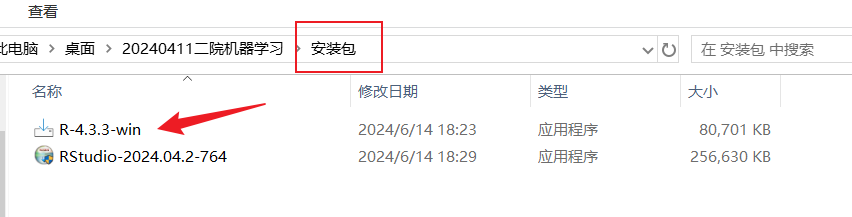 查看
此电脑 > 桌面 > 20240411二院机器学习 > 安装包
在 安装包 中搜索
名称 修改日期 类型 大小
R-4.3.3-win 2024/6/14 18:23 应用程序 80,701 KB
RStudio-2024.04.2-764 2024/6/14 18:29 应用程序 256,630 KB